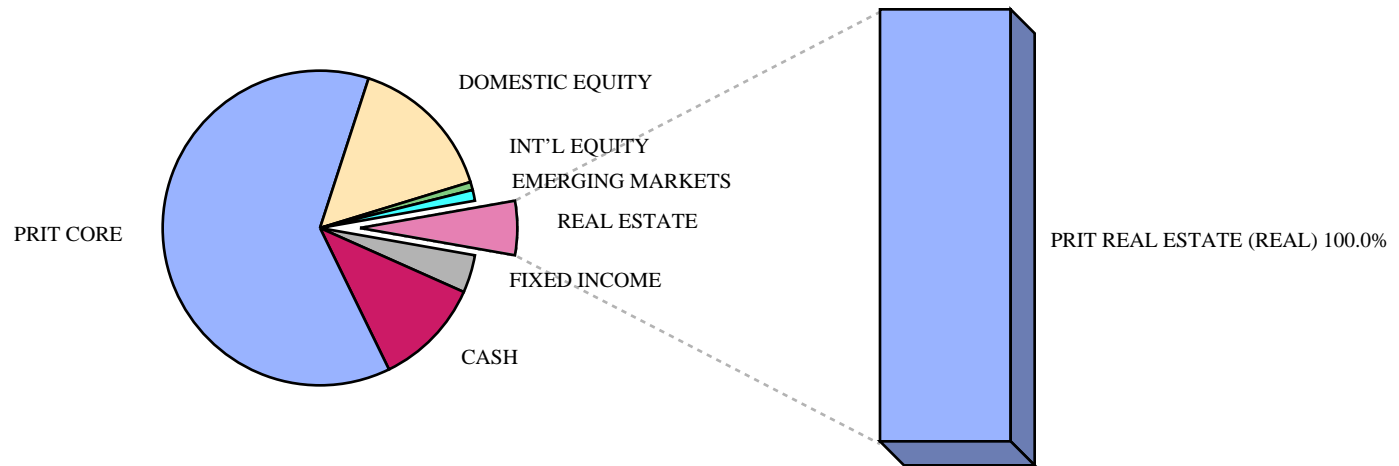 DOMESTIC EQUITY
INT’L EQUITY
EMERGING MARKETS
REAL ESTATE
PRIT CORE
PRIT REAL ESTATE (REAL) 100.0%
FIXED INCOME
CASH